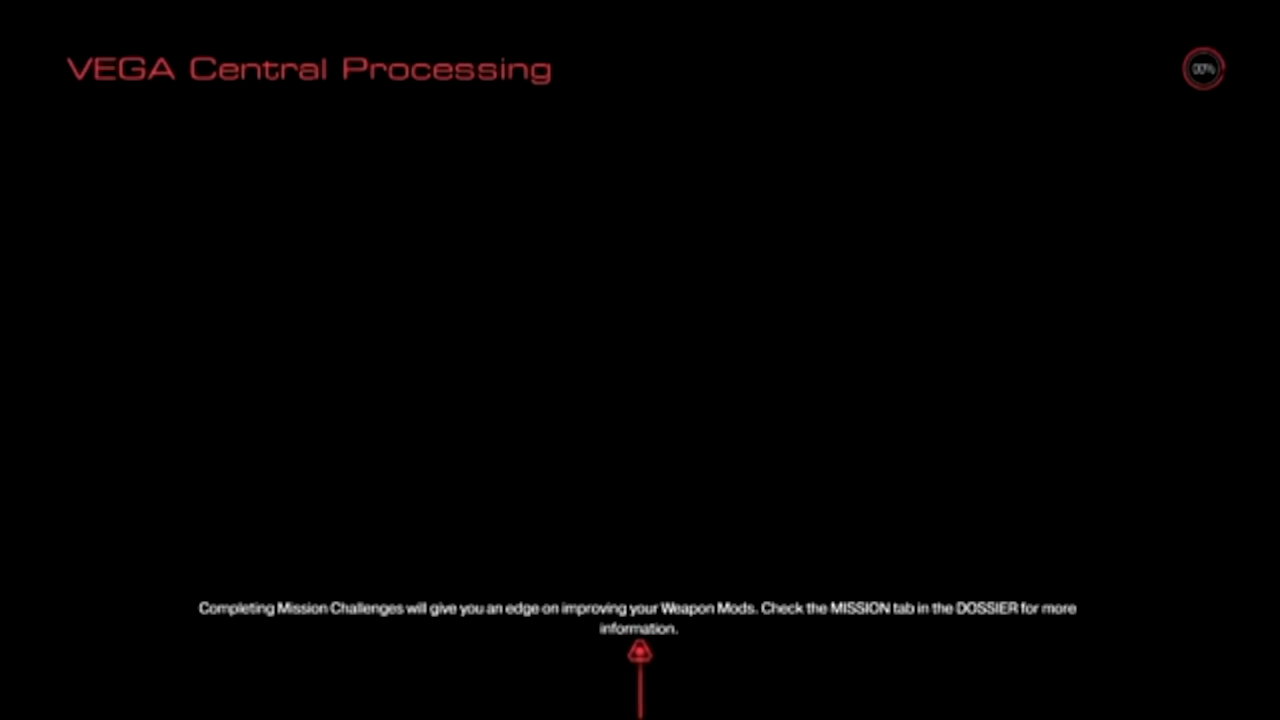 VEGA Central Processing
Completing Mission Challenges will give you an edge on improving your Weapon Mods. Check the MISSION tab in the DOSSIER for more
information.